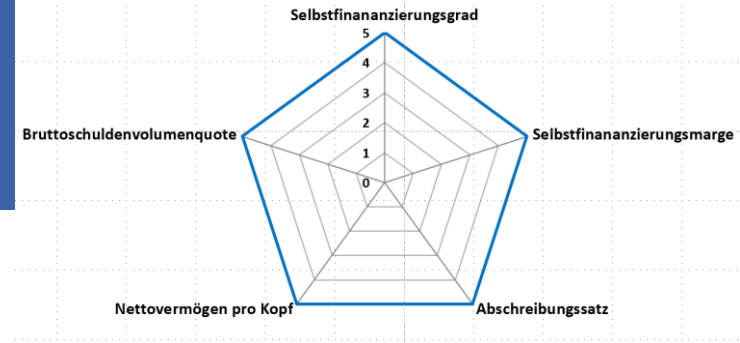 Selbstfinananzierungsgrad
5
4
3
2
1
0
Bruttoschuldenvolumenquote
Selbstfinananzierungsmarge
Nettovermögen pro Kopf
Abschreibungssatz